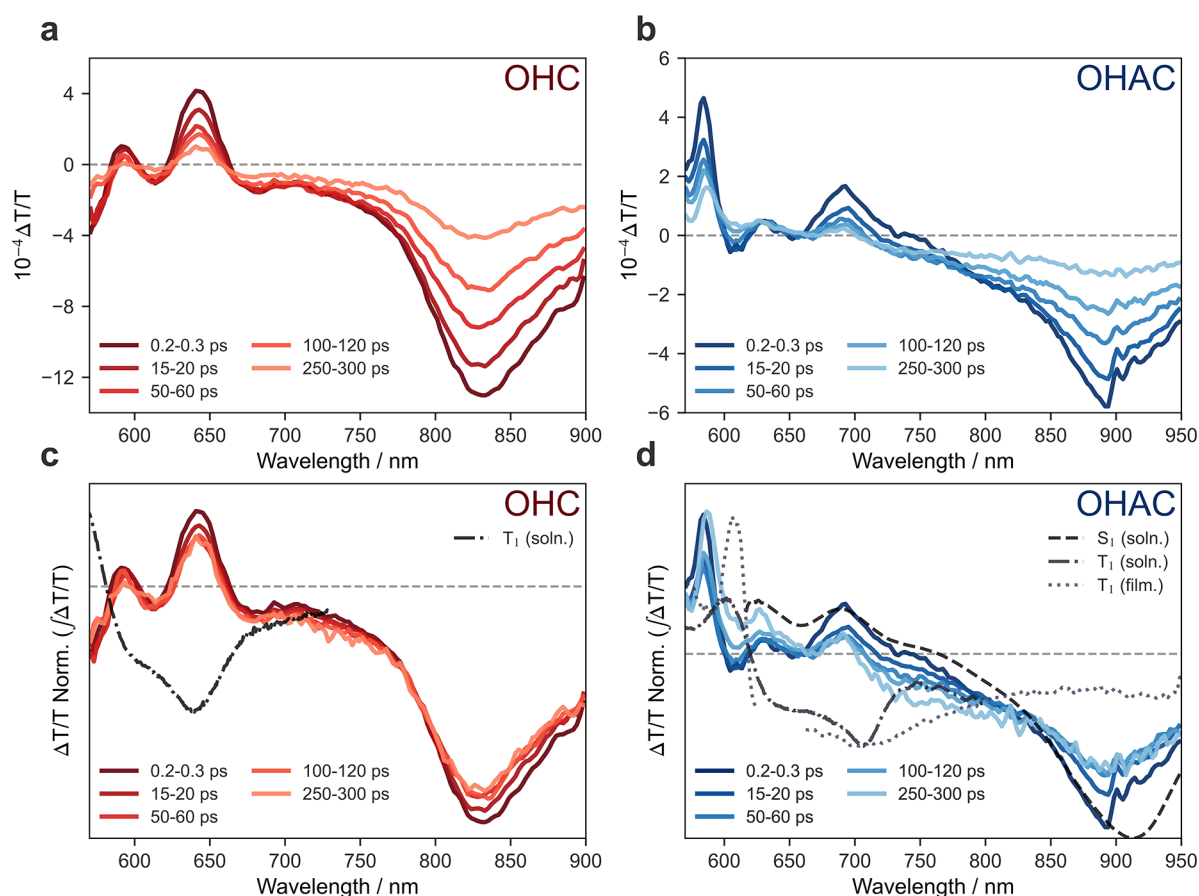 a
OHC
10⁻⁴ ΔT/T
4
0
−4
−8
−12
0.2-0.3 ps
15-20 ps
50-60 ps
100-120 ps
250-300 ps
600 650 700 750 800 850 900
Wavelength / nm
b
OHAC
10⁻⁴ ΔT/T
6
4
2
0
−2
−4
−6
0.2-0.3 ps
15-20 ps
50-60 ps
100-120 ps
250-300 ps
600 650 700 750 800 850 900 950
Wavelength / nm
c
OHC
T₁ (soln.)
ΔT/T Norm. (∫ΔT/T)
0.2-0.3 ps
15-20 ps
50-60 ps
100-120 ps
250-300 ps
600 650 700 750 800 850 900
Wavelength / nm
d
OHAC
S₁ (soln.)
T₁ (soln.)
T₁ (film.)
ΔT/T Norm. (∫ΔT/T)
0.2-0.3 ps
15-20 ps
50-60 ps
100-120 ps
250-300 ps
600 650 700 750 800 850 900 950
Wavelength / nm